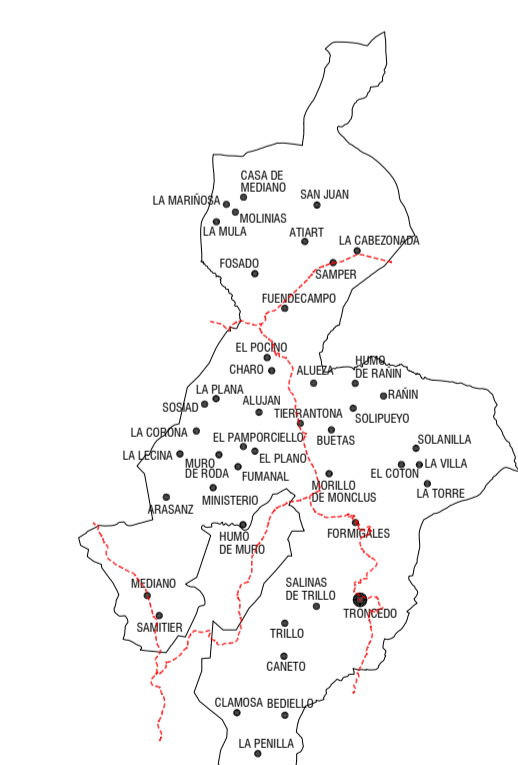 CASA DE
MEDIANO
LA MARIÑOSA
SAN JUAN
MOLINIAS
LA MULA
ATIART
LA CABEZONADA
FOSADO
SAMPER
FUENDECAMPO
EL POCINO
CHARO
ALUEZA
HUMO
DE RAÑIN
LA PLANA
RAÑIN
SOSIAD
ALUJAN
TIERRANTONA
SOLIPUEYO
LA CORONA
EL PAMPORCIELLO
BUETAS
SOLANILLA
LA LECINA
MURO
DE RODA
EL PLANO
FUMANAL
EL COTON
LA VILLA
MORILLO
DE MONCLUS
LA TORRE
MINISTERIO
ARASANZ
HUMO
DE MURO
FORMIGALES
MEDIANO
SALINAS
DE TRILLO
TRONCEDO
SAMITIER
TRILLO
CANETO
CLAMOSA
BEDIELLO
LA PENILLA